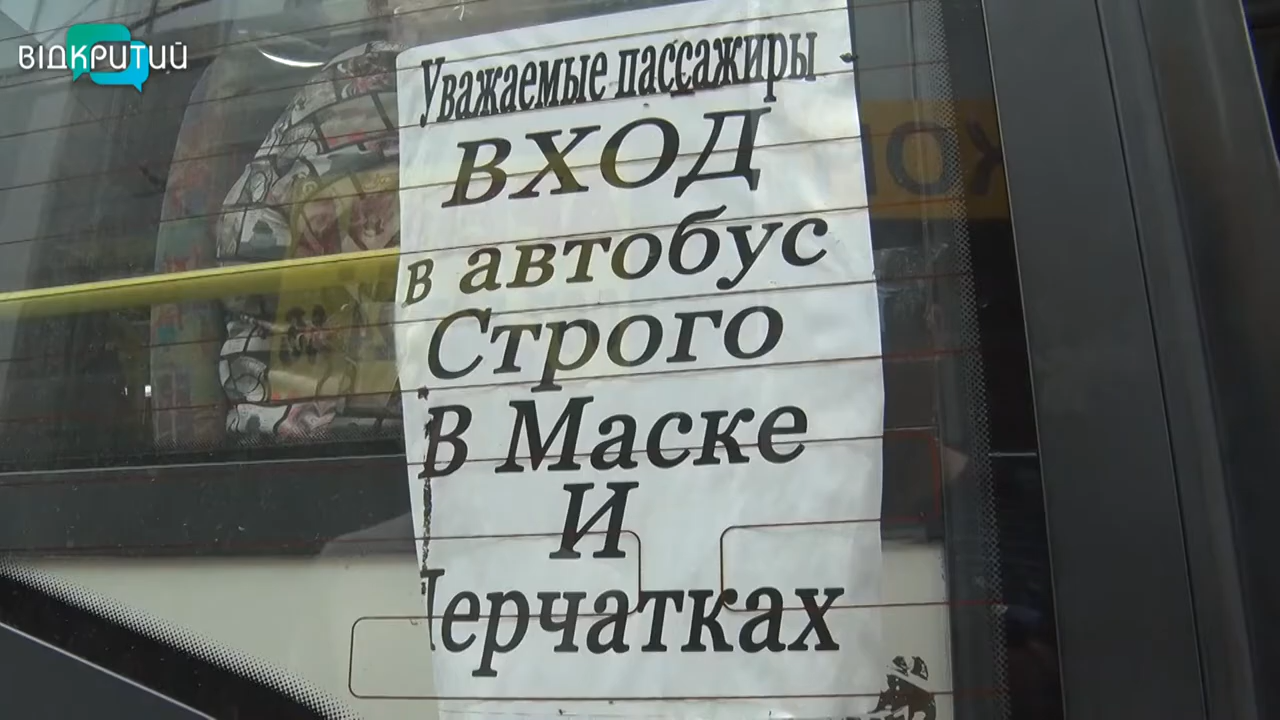 ВІДКРИТИЙ
Уважаемые пассажиры
ВХОД
в автобус
Строго
В Маске
И
Перчатках